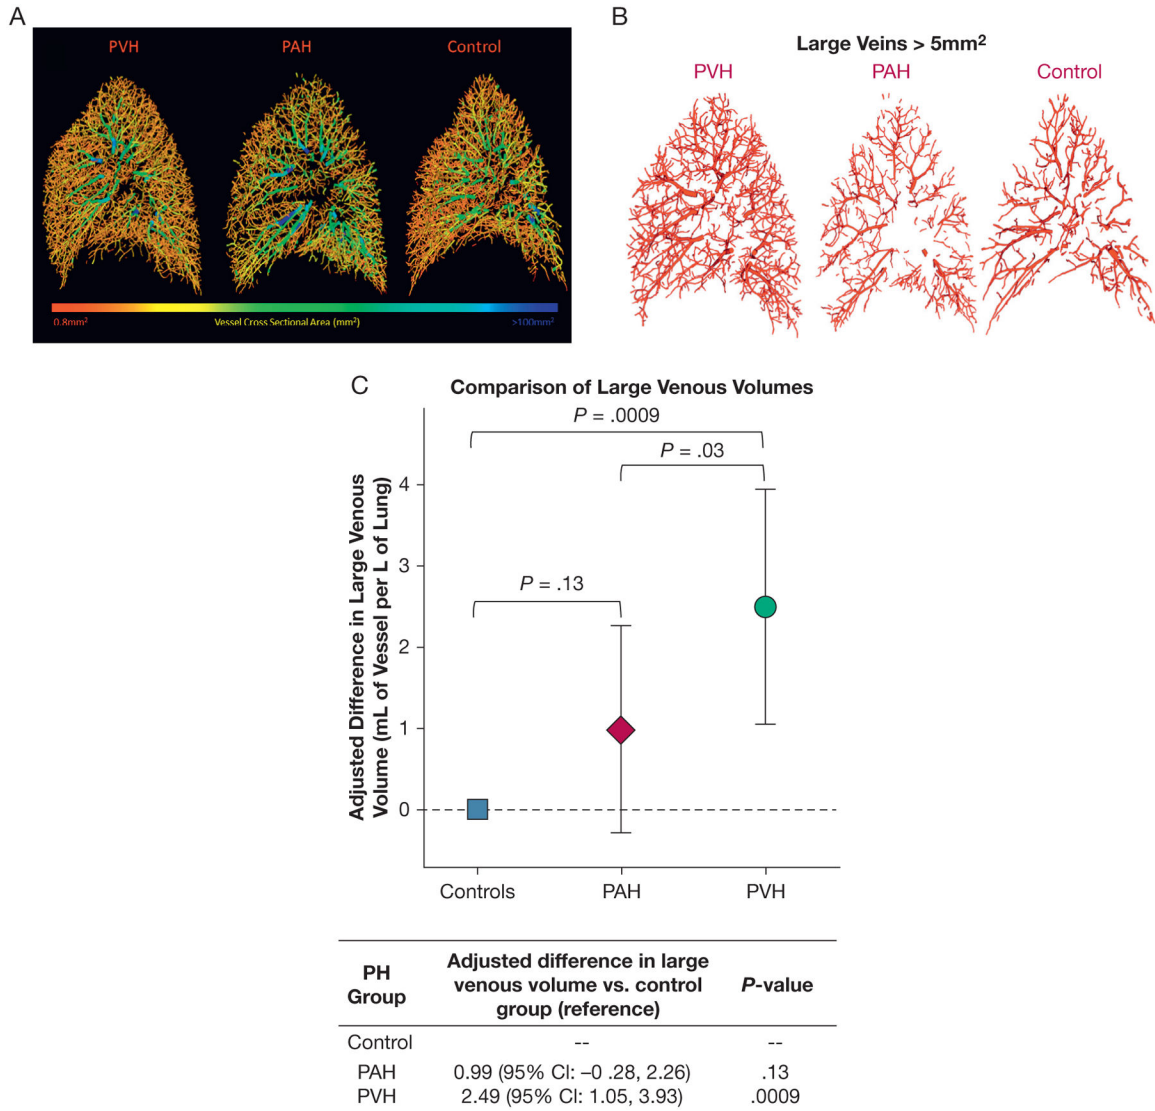 A
PVH PAH Control
0.8mm² Vessel Cross Sectional Area (mm²) >100mm²
B
Large Veins > 5mm²
PVH PAH Control
C
Comparison of Large Venous Volumes
P = .0009
P = .03
P = .13
Adjusted Difference in Large Venous
Volume (mL of Vessel per L of Lung)
4
3
2
1
0
Controls PAH PVH
PH
Group
Adjusted difference in large
venous volume vs. control
group (reference)
P-value
Control -- --
PAH 0.99 (95% CI: –0 .28, 2.26) .13
PVH 2.49 (95% CI: 1.05, 3.93) .0009